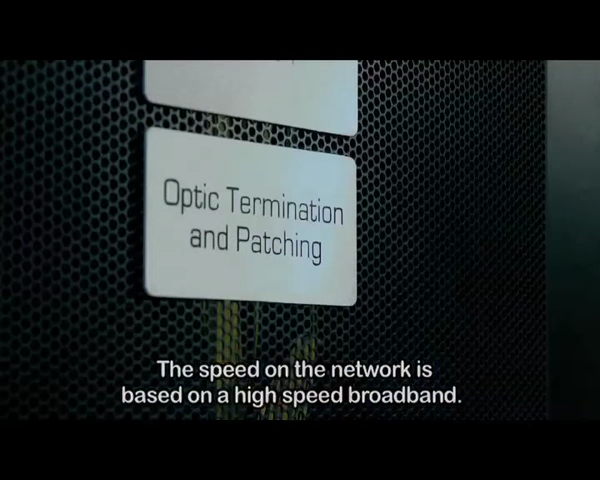 Optic Termination
and Patching
The speed on the network is
based on a high speed broadband.